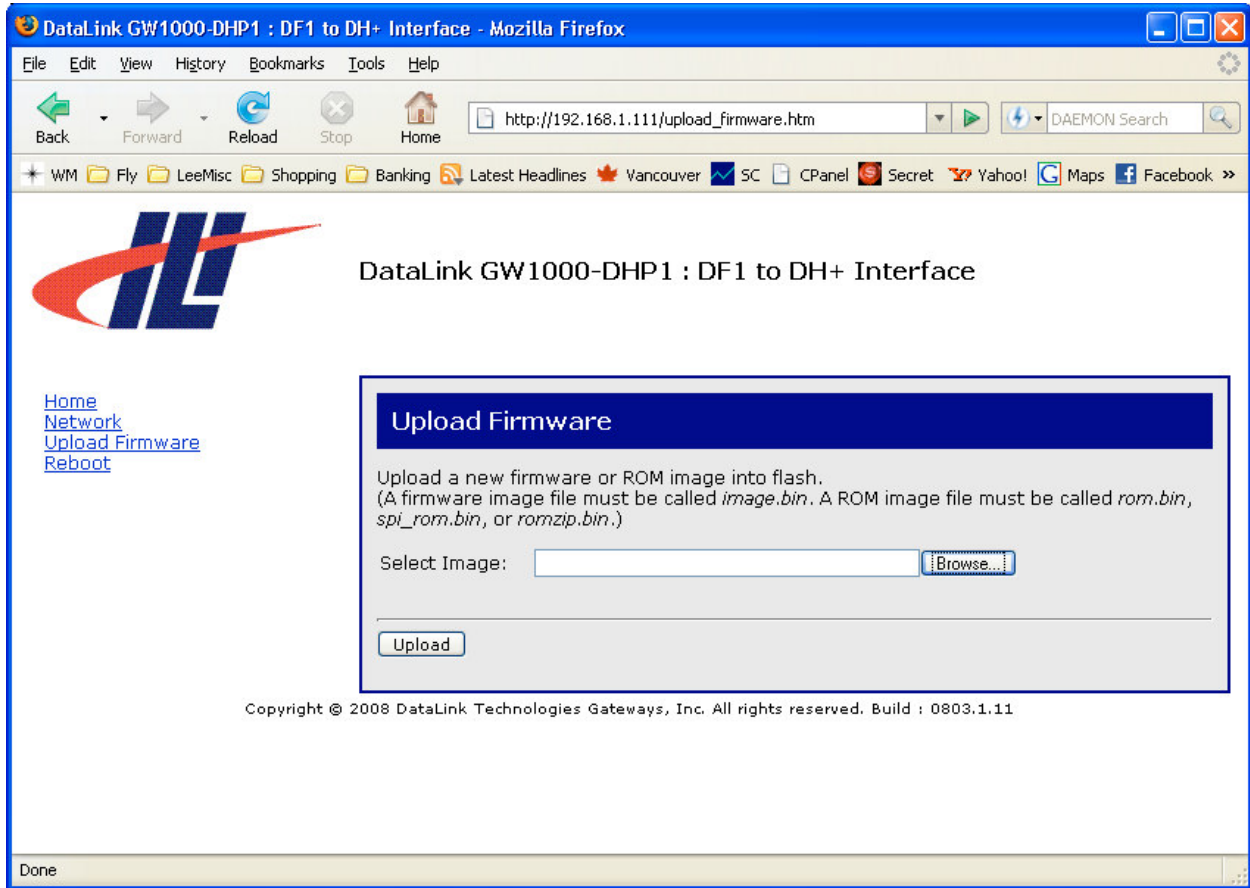 DataLink GW1000-DHP1 : DF1 to DH+ Interface - Mozilla Firefox
File Edit View History Bookmarks Tools Help
Back Forward Reload Stop Home http://192.168.1.111/upload_firmware.htm DAEMON Search
WM Fly LeeMisc Shopping Banking Latest Headlines Vancouver SC CPanel Secret Yahoo! Maps Facebook »
DataLink GW1000-DHP1 : DF1 to DH+ Interface
Home
Network
Upload Firmware
Reboot
Upload Firmware
Upload a new firmware or ROM image into flash.
(A firmware image file must be called image.bin. A ROM image file must be called rom.bin,
spi_rom.bin, or romzip.bin.)
Select Image: Browse...
Upload
Copyright © 2008 DataLink Technologies Gateways, Inc. All rights reserved. Build : 0803.1.11
Done